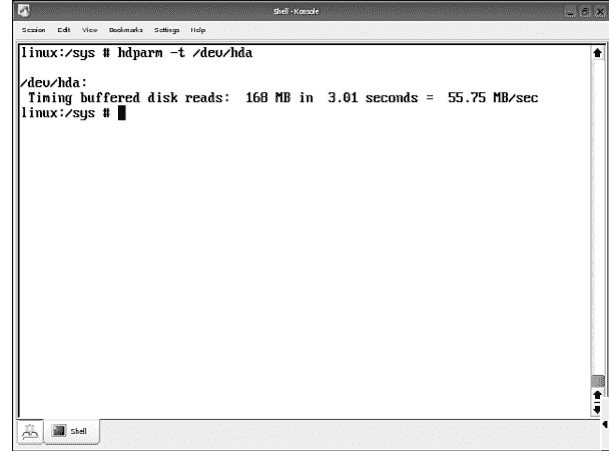 Shell - Konsole
Session Edit View Bookmarks Settings Help
linux:/sys # hdparm -t /dev/hda
/dev/hda:
Timing buffered disk reads: 168 MB in 3.01 seconds = 55.75 MB/sec
linux:/sys #
Shell